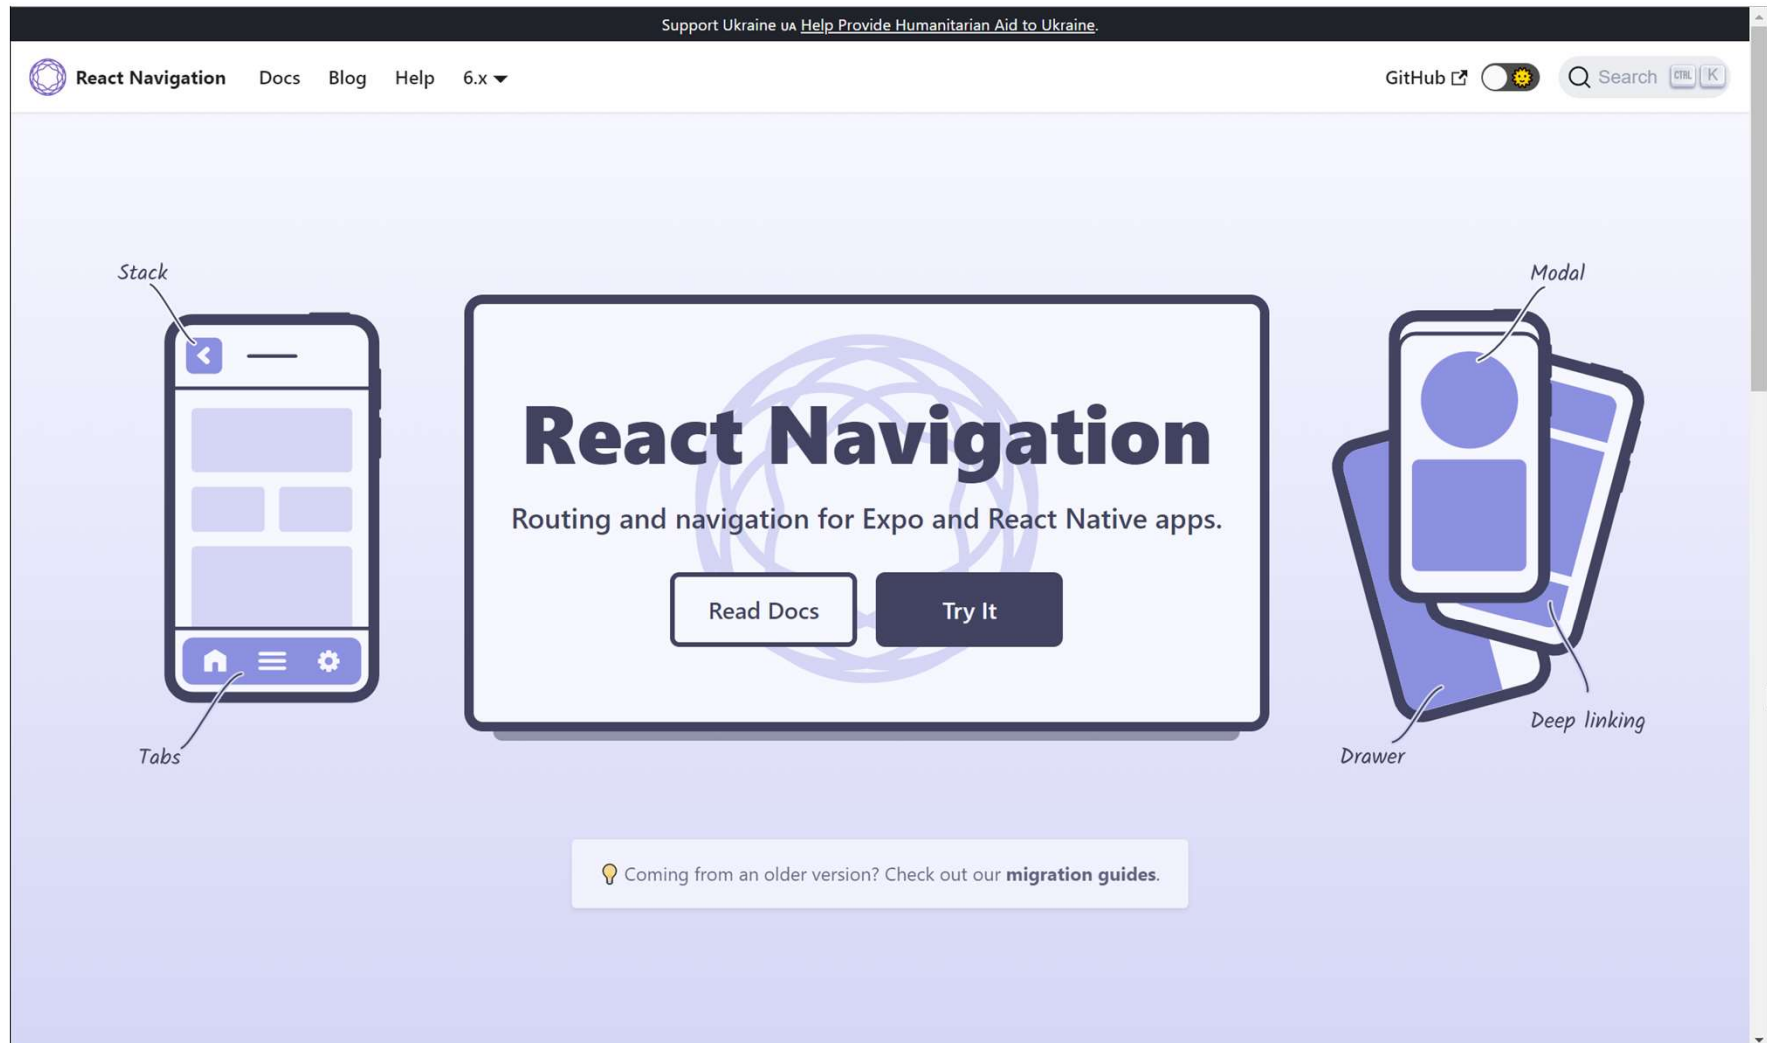 Support Ukraine 🇺🇦 Help Provide Humanitarian Aid to Ukraine.
React Navigation Docs Blog Help 6.x GitHub Search CTRL K
Stack
Modal
React Navigation
Routing and navigation for Expo and React Native apps.
Read Docs Try It
Tabs
Deep linking
Drawer
Coming from an older version? Check out our migration guides.